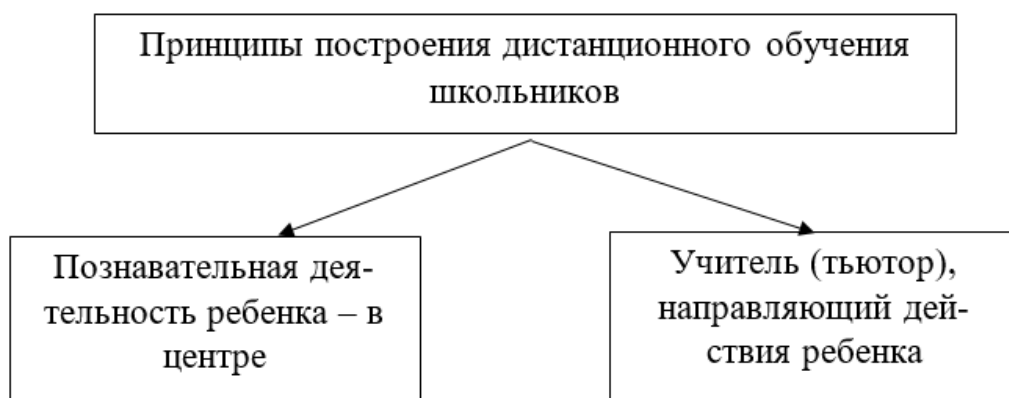 Принципы построения дистанционного обучения
школьников
Познавательная дея-
тельность ребенка – в
центре
Учитель (тьютор),
направляющий дей-
ствия ребенка